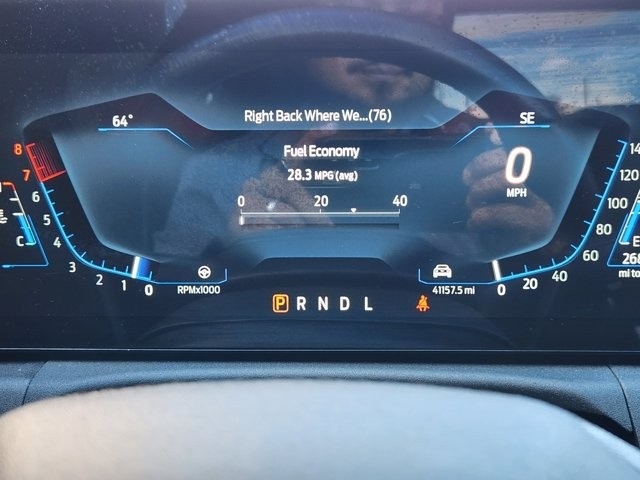 64° Right Back Where We...(76) SE
Fuel Economy
28.3 MPG (avg)
0 20 40
0
MPH
8
7
6
5
4
3
2
1
0
RPMx1000
C
41157.5 mi
0
20
40
60
80
100
120
14
E
268
mi to
P R N D L